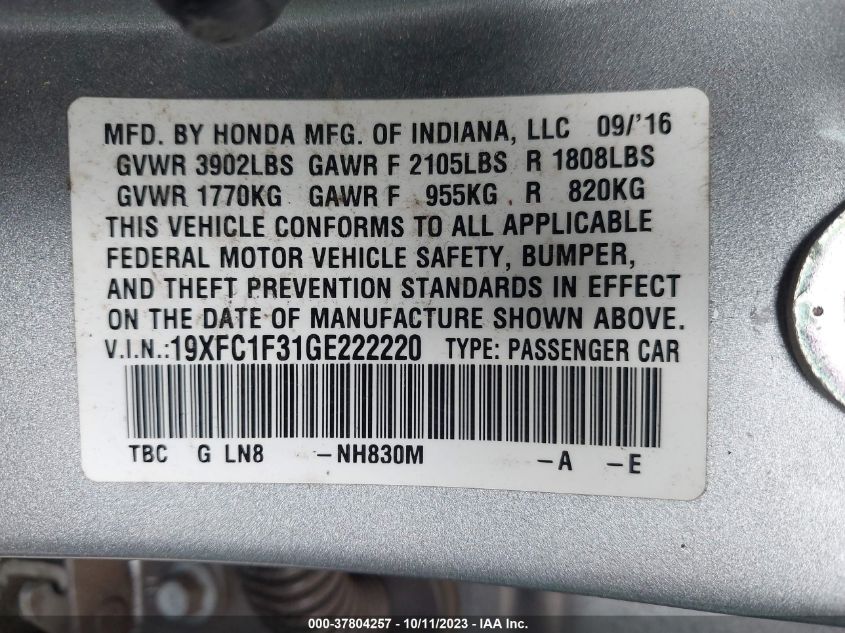 MFD. BY HONDA MFG. OF INDIANA, LLC 09/'16
GVWR 3902LBS GAWR F 2105LBS R 1808LBS
GVWR 1770KG GAWR F 955KG R 820KG
THIS VEHICLE CONFORMS TO ALL APPLICABLE
FEDERAL MOTOR VEHICLE SAFETY, BUMPER,
AND THEFT PREVENTION STANDARDS IN EFFECT
ON THE DATE OF MANUFACTURE SHOWN ABOVE.
V.I.N.:19XFC1F31GE222220 TYPE: PASSENGER CAR
TBC G LN8 -NH830M -A -E
000-37804257 - 10/11/2023 - IAA Inc.